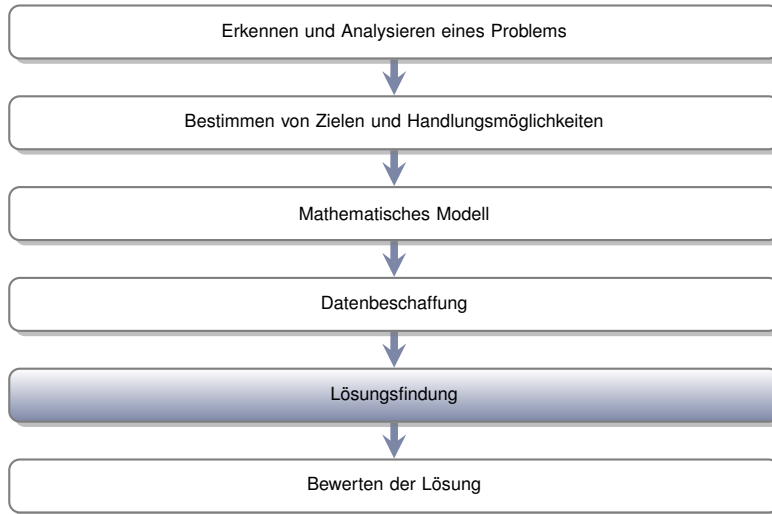 Erkennen und Analysieren eines Problems
Bestimmen von Zielen und Handlungsmöglichkeiten
Mathematisches Modell
Datenbeschaffung
Lösungsfindung
Bewerten der Lösung